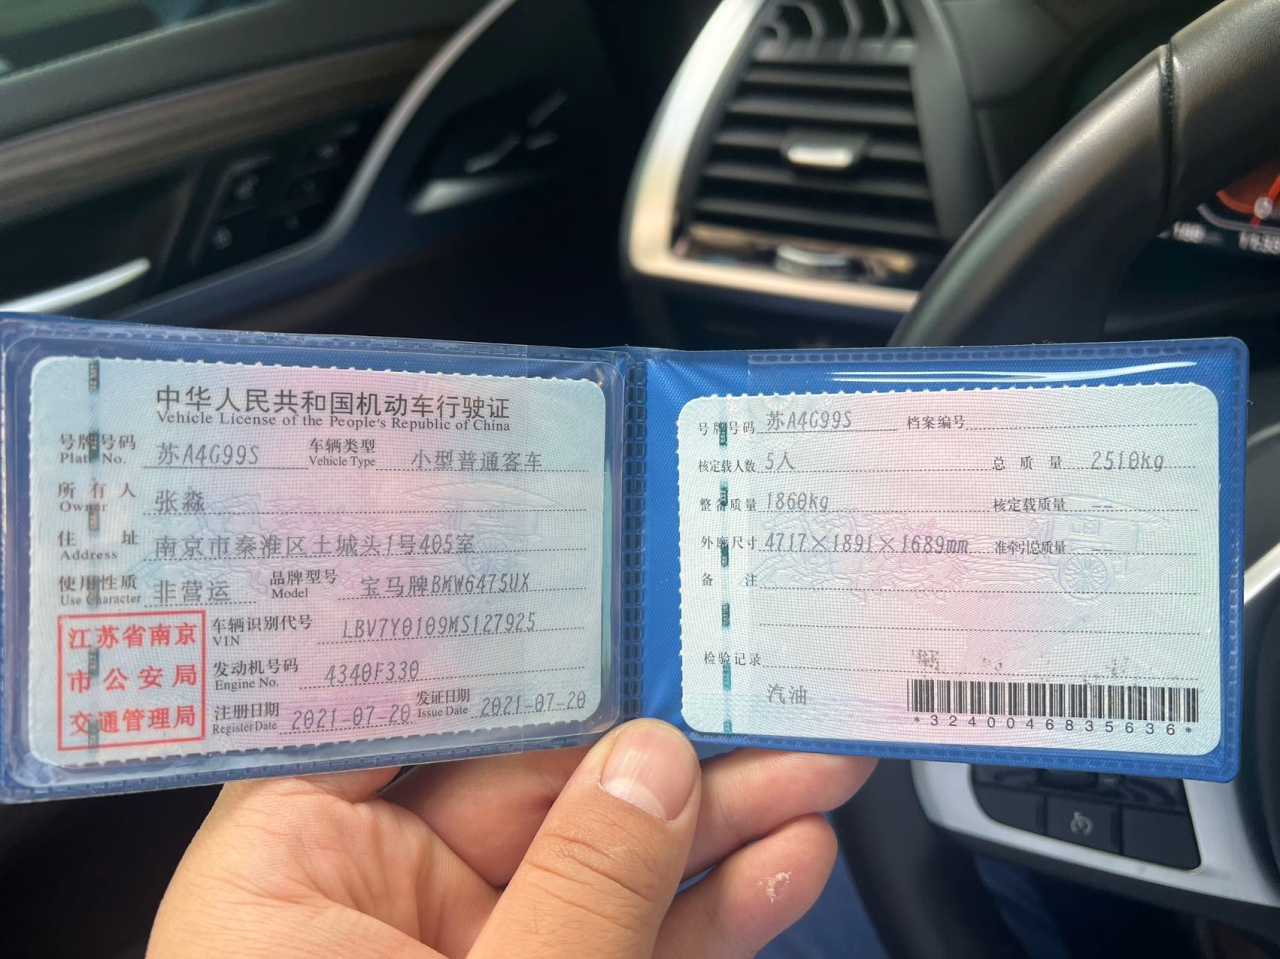 中华人民共和国机动车行驶证
Vehicle License of the People's Republic of China
号牌号码 苏A4G99S 车辆类型 小型普通客车
Plate No. Vehicle Type
所有人 张淼
Owner
住址 南京市秦淮区土城头1号405室
Address
使用性质 非营运 品牌型号 宝马牌BMW6475UX
Use Character Model
江苏省南京
市公安局
交通管理局
车辆识别代号 LBV7Y0109MS127925
VIN
发动机号码 4340F330
Engine No.
注册日期 2021-07-20 发证日期 2021-07-20
Register Date Issue Date
号牌号码 苏A4G99S 档案编号
核定载人数 5人 总质量 2510kg
整备质量 1860kg 核定载质量 --
外廓尺寸 4717×1891×1689mm 准牵引总质量 --
备注
检验记录
汽油
*3240046835636*